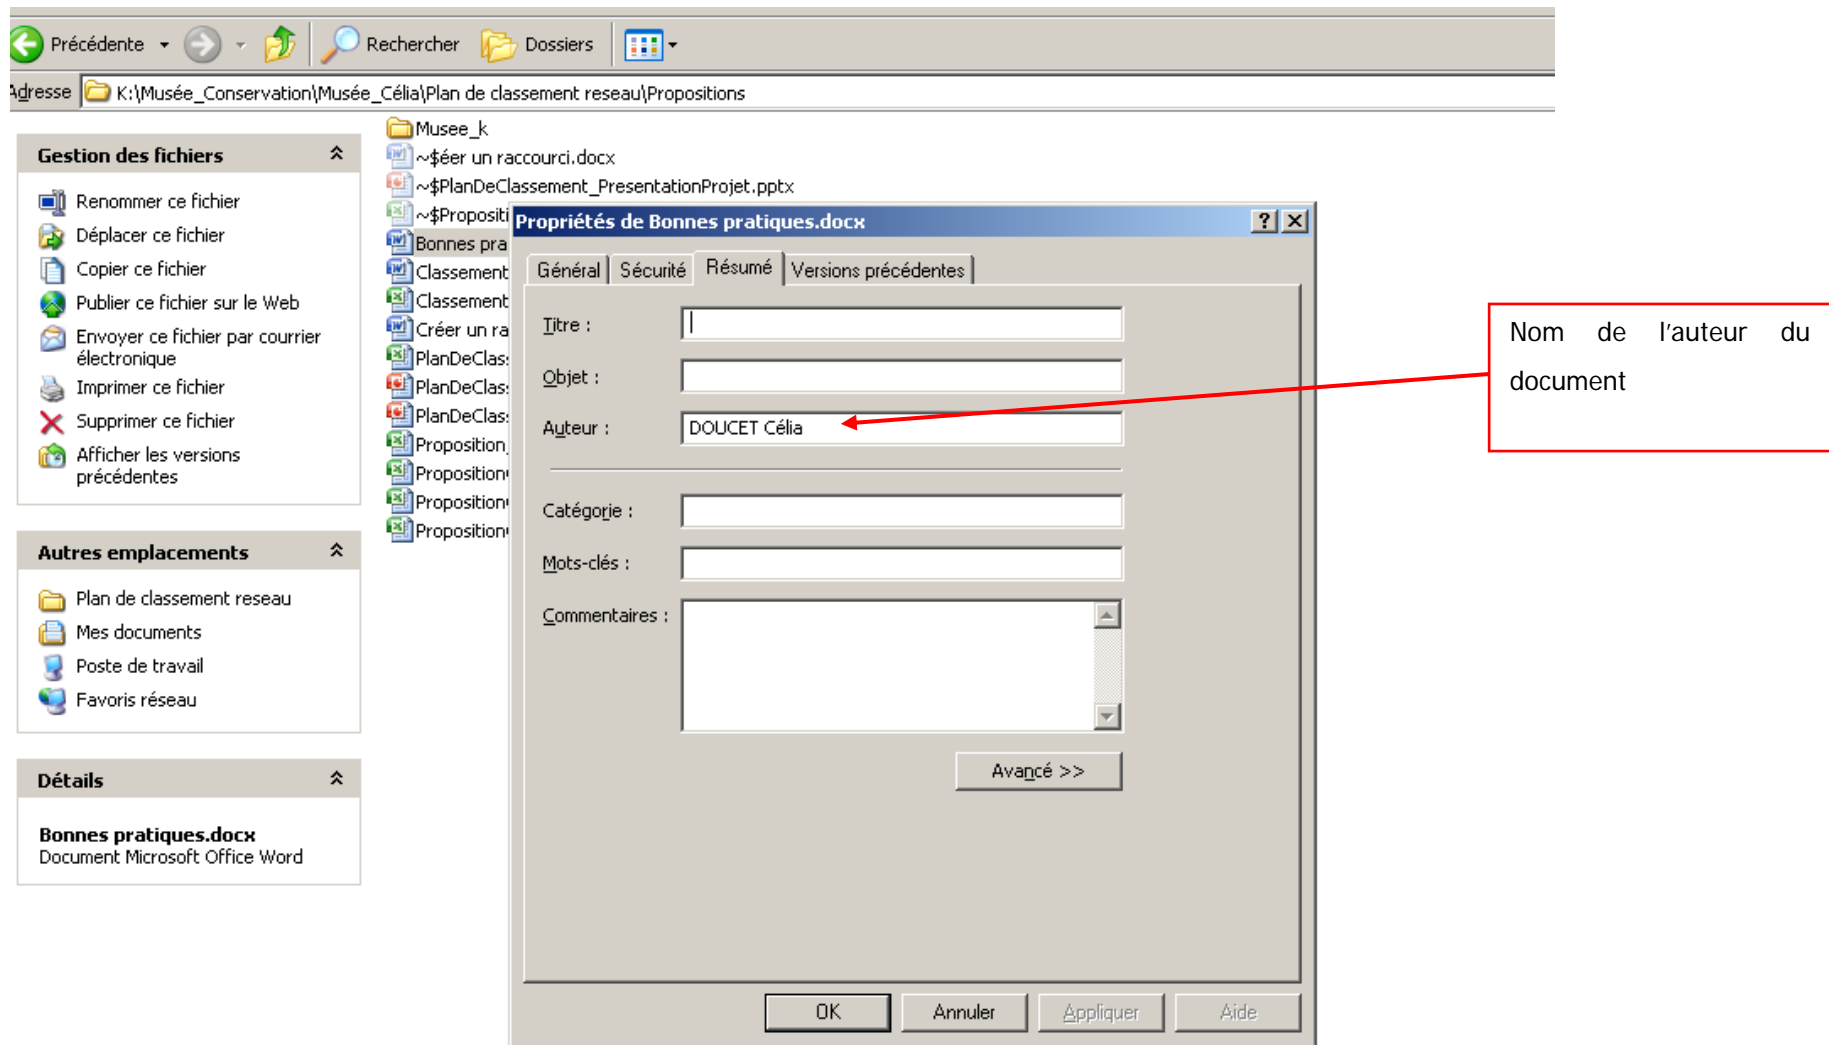 Précédente
Rechercher
Dossiers
Adresse
K:\Musée_Conservation\Musée_Célia\Plan de classement reseau\Propositions
Gestion des fichiers
Renommer ce fichier
Déplacer ce fichier
Copier ce fichier
Publier ce fichier sur le Web
Envoyer ce fichier par courrier
électronique
Imprimer ce fichier
Supprimer ce fichier
Afficher les versions
précédentes
Autres emplacements
Plan de classement reseau
Mes documents
Poste de travail
Favoris réseau
Détails
Bonnes pratiques.docx
Document Microsoft Office Word
Musee_k
~$éer un raccourci.docx
~$PlanDeClassement_PresentationProjet.pptx
~$Propositi
Bonnes pra
Classement
Classement
Créer un ra
PlanDeClas
PlanDeClas
PlanDeClas
Proposition_
Proposition
Proposition
Proposition
Propriétés de Bonnes pratiques.docx
Général
Sécurité
Résumé
Versions précédentes
Titre :
Objet :
Auteur :
DOUCET Célia
Catégorie :
Mots-clés :
Commentaires :
Avancé >>
OK
Annuler
Appliquer
Aide
Nom de l'auteur du
document